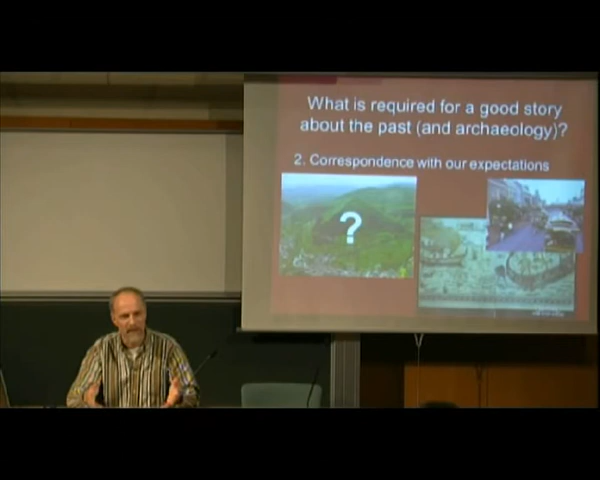 What is required for a good story
about the past (and archaeology)?
2. Correspondence with our expectations
?